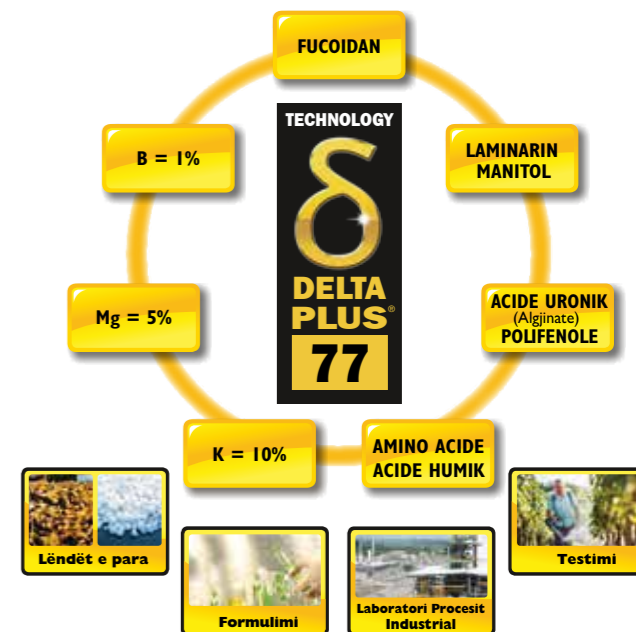 FUCOIDAN
TECHNOLOGY
δ
DELTA
PLUS®
77
B = 1%
LAMINARIN
MANITOL
Mg = 5%
ACIDE URONIK
(Algjinate)
POLIFENOLE
K = 10%
AMINO ACIDE
ACIDE HUMIK
Lëndët e para
Formulimi
Laboratori Procesit
Industrial
Testimi